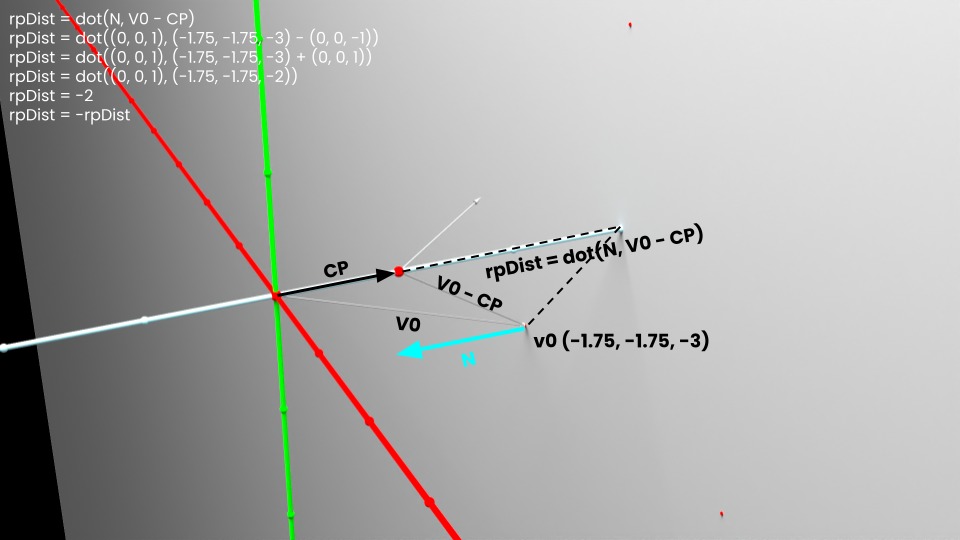 rpDist = dot(N, V0 - CP)
rpDist = dot((0, 0, 1), (-1.75, -1.75, -3) - (0, 0, -1))
rpDist = dot((0, 0, 1), (-1.75, -1.75, -3) + (0, 0, 1))
rpDist = dot((0, 0, 1), (-1.75, -1.75, -2))
rpDist = -2
rpDist = -rpDist
CP
rpDist = dot(N, V0 - CP)
V0 - CP
V0
v0 (-1.75, -1.75, -3)
N